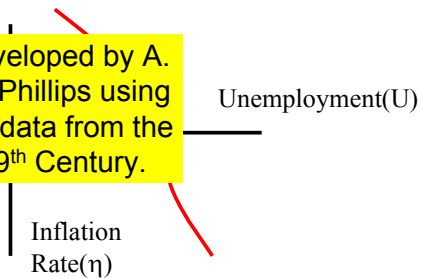 veloped by A.
Phillips using
data from the
9th Century.
Unemployment(U)
Inflation
Rate(η)